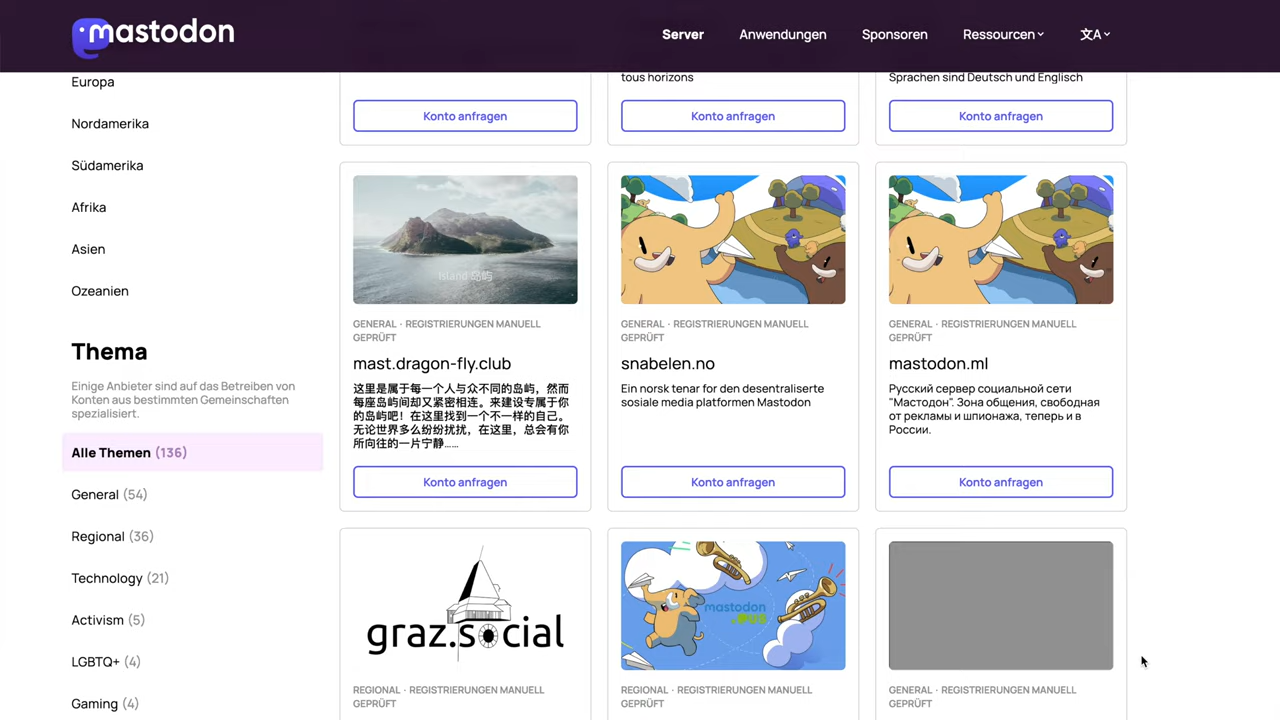 mastodon
Server
Anwendungen
Sponsoren
Ressourcen
文A
Europa
Nordamerika
Südamerika
Afrika
Asien
Ozeanien
Thema
Einige Anbieter sind auf das Betreiben von
Konten aus bestimmten Gemeinschaften
spezialisiert.
Alle Themen (136)
General (54)
Regional (36)
Technology (21)
Activism (5)
LGBTQ+ (4)
Gaming (4)
tous horizons
Sprachen sind Deutsch und Englisch
Konto anfragen
Konto anfragen
Konto anfragen
Island 岛屿
GENERAL · REGISTRIERUNGEN MANUELL
GEPRÜFT
mast.dragon-fly.club
这里是属于每一个人与众不同的岛屿，然而
每座岛屿间却又紧密相连。来建设专属于你
的岛屿吧！在这里找到一个不一样的自己。
无论世界多么纷纷扰扰，在这里，总会有你
所向往的一片宁静……
Konto anfragen
GENERAL · REGISTRIERUNGEN MANUELL
GEPRÜFT
snabelen.no
Ein norsk tenar for den desentraliserte
sosiale media platformen Mastodon
Konto anfragen
GENERAL · REGISTRIERUNGEN MANUELL
GEPRÜFT
mastodon.ml
Русский сервер социальной сети
"Мастодон". Зона общения, свободная
от рекламы и шпионажа, теперь и в
России.
Konto anfragen
graz.social
REGIONAL · REGISTRIERUNGEN MANUELL
GEPRÜFT
mastodon
REGIONAL · REGISTRIERUNGEN MANUELL
GEPRÜFT
GENERAL · REGISTRIERUNGEN MANUELL
GEPRÜFT